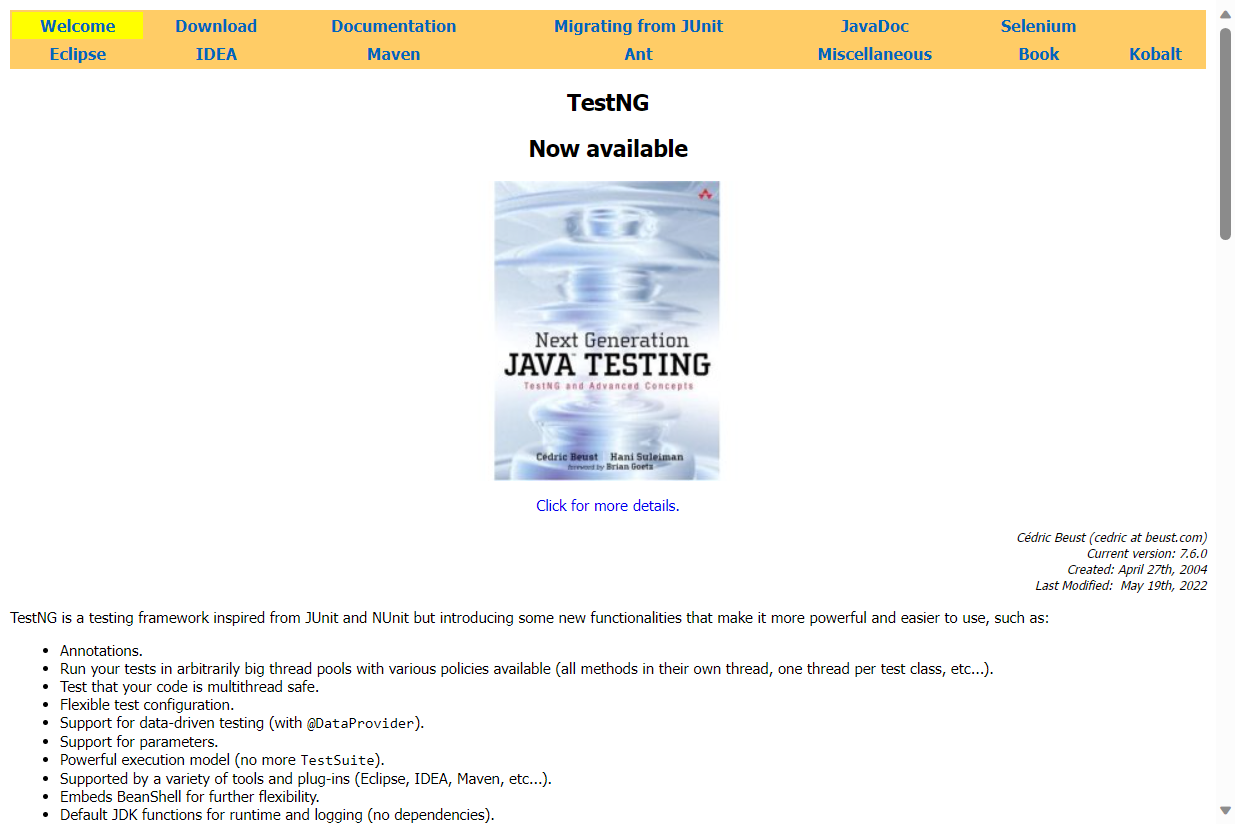 Welcome Download Documentation Migrating from JUnit JavaDoc Selenium
Eclipse IDEA Maven Ant Miscellaneous Book Kobalt
TestNG
Now available
Next Generation
JAVA™ TESTING
TestNG and Advanced Concepts
Cédric Beust Hani Suleiman
foreword by Brian Goetz
Click for more details.
Cédric Beust (cedric at beust.com)
Current version: 7.6.0
Created: April 27th, 2004
Last Modified: May 19th, 2022
TestNG is a testing framework inspired from JUnit and NUnit but introducing some new functionalities that make it more powerful and easier to use, such as:
• Annotations.
• Run your tests in arbitrarily big thread pools with various policies available (all methods in their own thread, one thread per test class, etc...).
• Test that your code is multithread safe.
• Flexible test configuration.
• Support for data-driven testing (with @DataProvider).
• Support for parameters.
• Powerful execution model (no more TestSuite).
• Supported by a variety of tools and plug-ins (Eclipse, IDEA, Maven, etc...).
• Embeds BeanShell for further flexibility.
• Default JDK functions for runtime and logging (no dependencies).